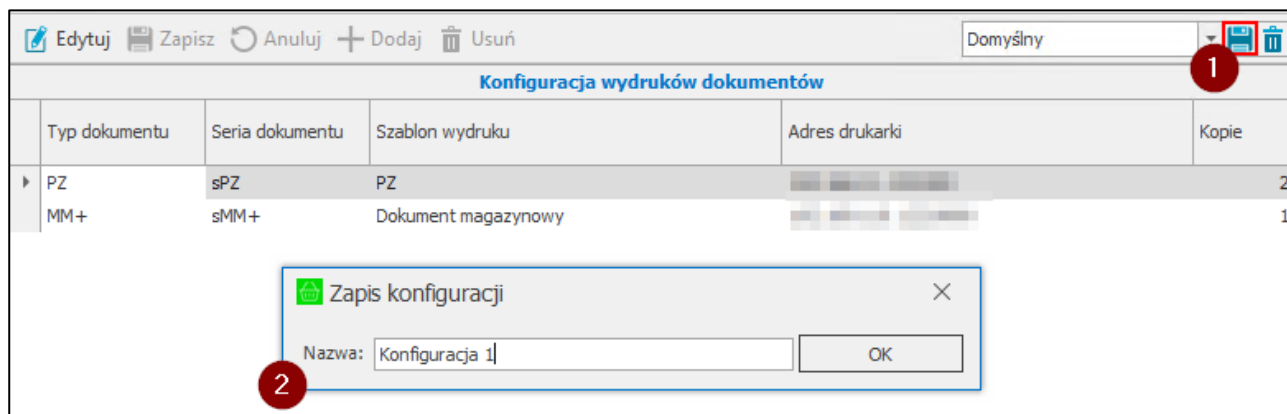 Edytuj Zapisz Anuluj Dodaj Usuń Domyślny
1
Konfiguracja wydruków dokumentów
Typ dokumentu Seria dokumentu Szablon wydruku Adres drukarki Kopie
PZ sPZ PZ 2
MM+ sMM+ Dokument magazynowy 1
Zapis konfiguracji
Nazwa: Konfiguracja 1 OK
2